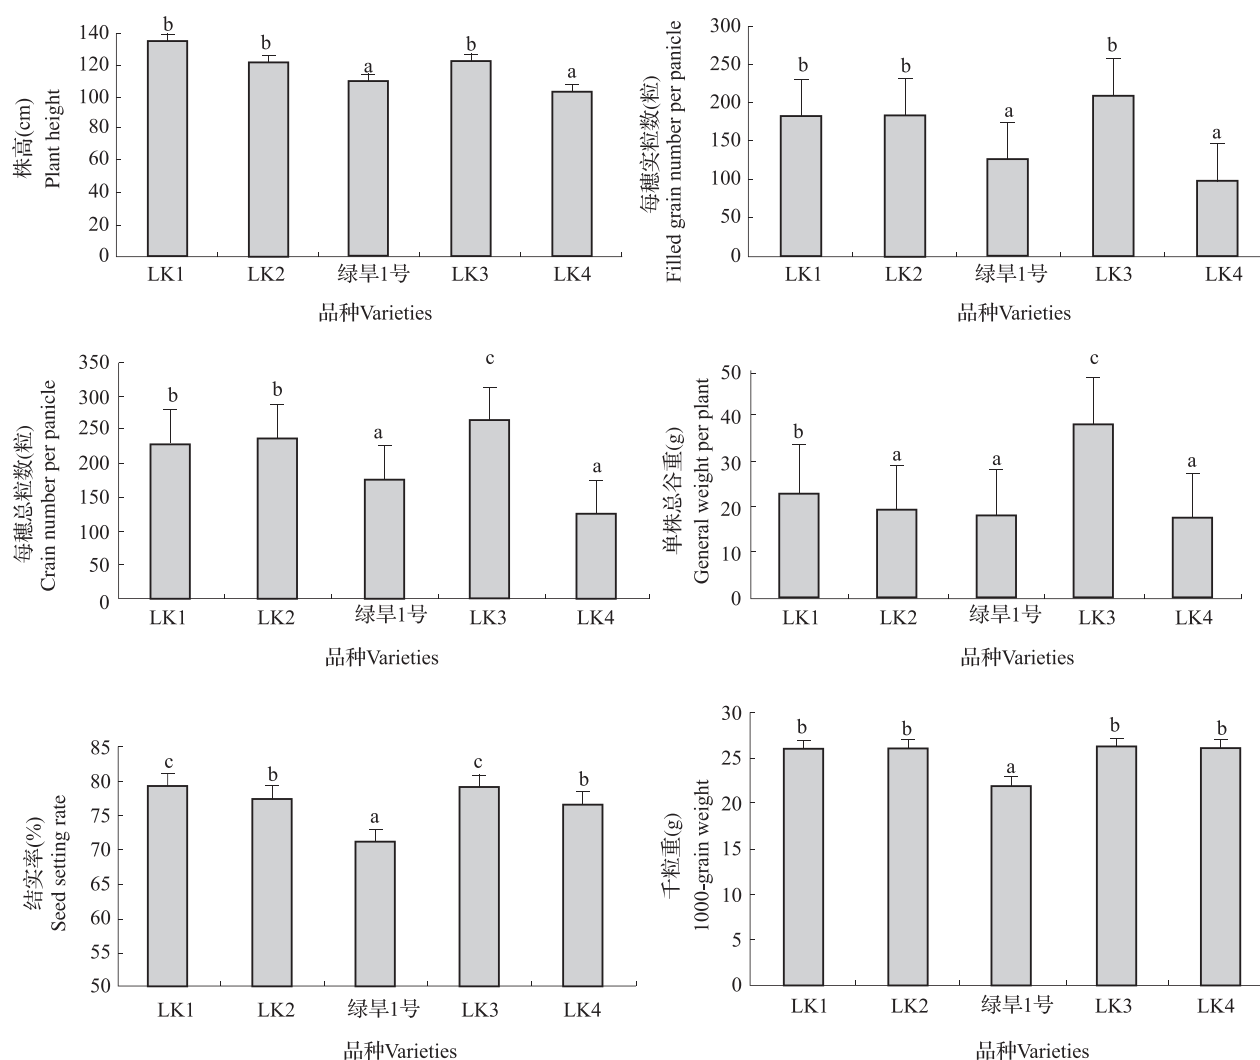 株高(cm)
Plant height
140
120
100
80
60
40
20
0
b
b
a
b
a
LK1
LK2
绿旱1号
LK3
LK4
品种Varieties
每穗实粒数(粒)
Filled grain number per panicle
300
250
200
150
100
50
0
b
b
a
b
a
LK1
LK2
绿旱1号
LK3
LK4
品种Varieties
每穗总粒数(粒)
Crain number per panicle
350
300
250
200
150
100
50
0
b
b
a
c
a
LK1
LK2
绿旱1号
LK3
LK4
品种Varieties
单株总谷重(g)
General weight per plant
50
40
30
20
10
0
b
a
a
c
a
LK1
LK2
绿旱1号
LK3
LK4
品种Varieties
结实率(%)
Seed setting rate
85
80
75
70
65
60
55
50
c
b
a
c
b
LK1
LK2
绿旱1号
LK3
LK4
品种Varieties
千粒重(g)
1000-grain weight
30
25
20
15
10
5
0
b
b
a
b
b
LK1
LK2
绿旱1号
LK3
LK4
品种Varieties